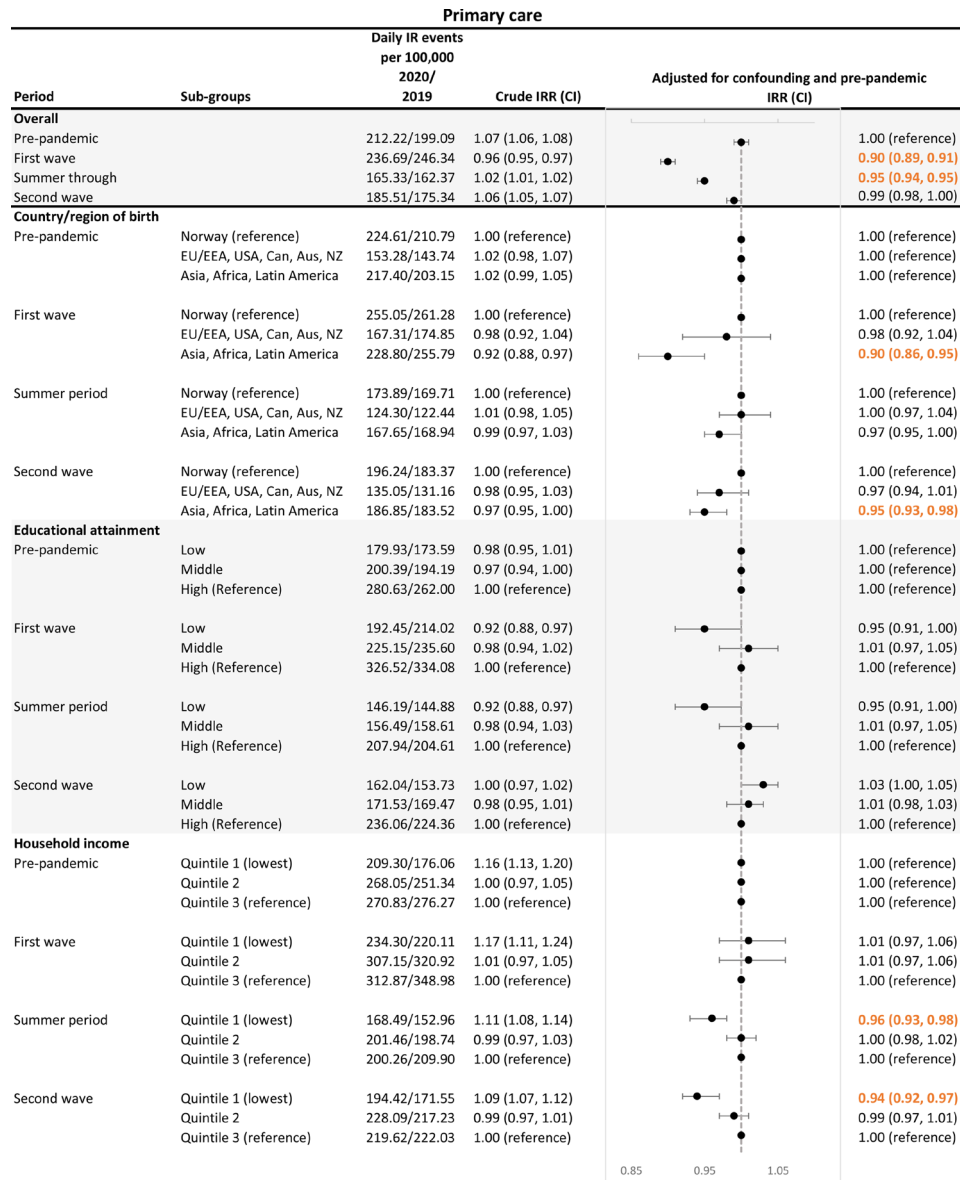 Primary care
Daily IR events
per 100,000
2020/ Adjusted for confounding and pre-pandemic
Period Sub-groups 2019 Crude IRR (CI) IRR (CI)
Overall
Pre-pandemic 212.22/199.09 1.07 (1.06, 1.08) 1.00 (reference)
First wave 236.69/246.34 0.96 (0.95, 0.97) 0.90 (0.89, 0.91)
Summer through 165.33/162.37 1.02 (1.01, 1.02) 0.95 (0.94, 0.95)
Second wave 185.51/175.34 1.06 (1.05, 1.07) 0.99 (0.98, 1.00)
Country/region of birth
Pre-pandemic Norway (reference) 224.61/210.79 1.00 (reference) 1.00 (reference)
EU/EEA, USA, Can, Aus, NZ 153.28/143.74 1.02 (0.98, 1.07) 1.00 (reference)
Asia, Africa, Latin America 217.40/203.15 1.02 (0.99, 1.05) 1.00 (reference)
First wave Norway (reference) 255.05/261.28 1.00 (reference) 1.00 (reference)
EU/EEA, USA, Can, Aus, NZ 167.31/174.85 0.98 (0.92, 1.04) 0.98 (0.92, 1.04)
Asia, Africa, Latin America 228.80/255.79 0.92 (0.88, 0.97) 0.90 (0.86, 0.95)
Summer period Norway (reference) 173.89/169.71 1.00 (reference) 1.00 (reference)
EU/EEA, USA, Can, Aus, NZ 124.30/122.44 1.01 (0.98, 1.05) 1.00 (0.97, 1.04)
Asia, Africa, Latin America 167.65/168.94 0.99 (0.97, 1.03) 0.97 (0.95, 1.00)
Second wave Norway (reference) 196.24/183.37 1.00 (reference) 1.00 (reference)
EU/EEA, USA, Can, Aus, NZ 135.05/131.16 0.98 (0.95, 1.03) 0.97 (0.94, 1.01)
Asia, Africa, Latin America 186.85/183.52 0.97 (0.95, 1.00) 0.95 (0.93, 0.98)
Educational attainment
Pre-pandemic Low 179.93/173.59 0.98 (0.95, 1.01) 1.00 (reference)
Middle 200.39/194.19 0.97 (0.94, 1.00) 1.00 (reference)
High (Reference) 280.63/262.00 1.00 (reference) 1.00 (reference)
First wave Low 192.45/214.02 0.92 (0.88, 0.97) 0.95 (0.91, 1.00)
Middle 225.15/235.60 0.98 (0.94, 1.02) 1.01 (0.97, 1.05)
High (Reference) 326.52/334.08 1.00 (reference) 1.00 (reference)
Summer period Low 146.19/144.88 0.92 (0.88, 0.97) 0.95 (0.91, 1.00)
Middle 156.49/158.61 0.98 (0.94, 1.03) 1.01 (0.97, 1.05)
High (Reference) 207.94/204.61 1.00 (reference) 1.00 (reference)
Second wave Low 162.04/153.73 1.00 (0.97, 1.02) 1.03 (1.00, 1.05)
Middle 171.53/169.47 0.98 (0.95, 1.01) 1.01 (0.98, 1.03)
High (Reference) 236.06/224.36 1.00 (reference) 1.00 (reference)
Household income
Pre-pandemic Quintile 1 (lowest) 209.30/176.06 1.16 (1.13, 1.20) 1.00 (reference)
Quintile 2 268.05/251.34 1.00 (0.97, 1.05) 1.00 (reference)
Quintile 3 (reference) 270.83/276.27 1.00 (reference) 1.00 (reference)
First wave Quintile 1 (lowest) 234.30/220.11 1.17 (1.11, 1.24) 1.01 (0.97, 1.06)
Quintile 2 307.15/320.92 1.01 (0.97, 1.05) 1.01 (0.97, 1.06)
Quintile 3 (reference) 312.87/348.98 1.00 (reference) 1.00 (reference)
Summer period Quintile 1 (lowest) 168.49/152.96 1.11 (1.08, 1.14) 0.96 (0.93, 0.98)
Quintile 2 201.46/198.74 0.99 (0.97, 1.03) 1.00 (0.98, 1.02)
Quintile 3 (reference) 200.26/209.90 1.00 (reference) 1.00 (reference)
Second wave Quintile 1 (lowest) 194.42/171.55 1.09 (1.07, 1.12) 0.94 (0.92, 0.97)
Quintile 2 228.09/217.23 0.99 (0.97, 1.01) 0.99 (0.97, 1.01)
Quintile 3 (reference) 219.62/222.03 1.00 (reference) 1.00 (reference)
0.85 0.95 1.05